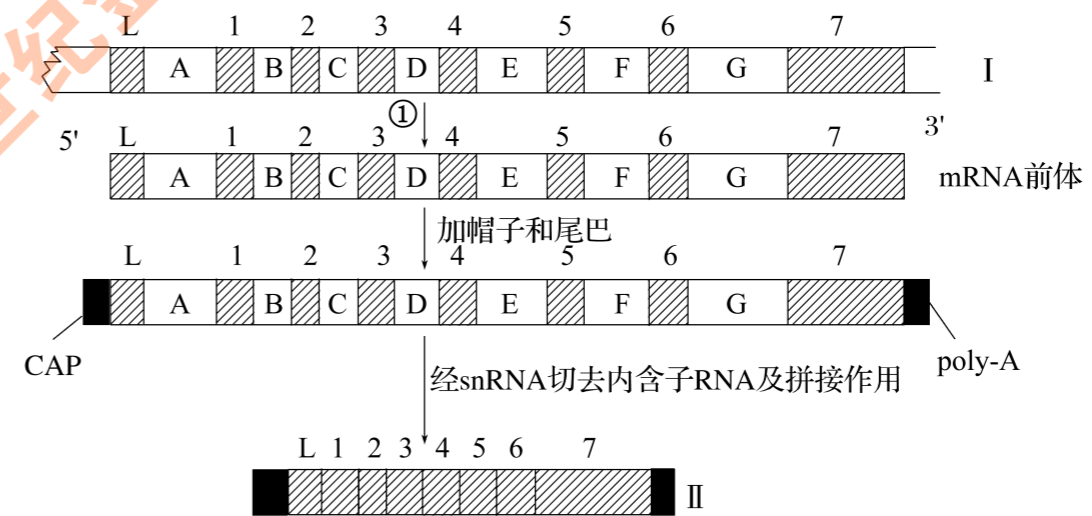 世纪金
L 1 2 3 4 5 6 7
A B C D E F G Ⅰ
①
5' L 1 2 3 4 5 6 7 3'
A B C D E F G mRNA前体
加帽子和尾巴
L 1 2 3 4 5 6 7
A B C D E F G
CAP poly-A
经snRNA切去内含子RNA及拼接作用
L 1 2 3 4 5 6 7
Ⅱ